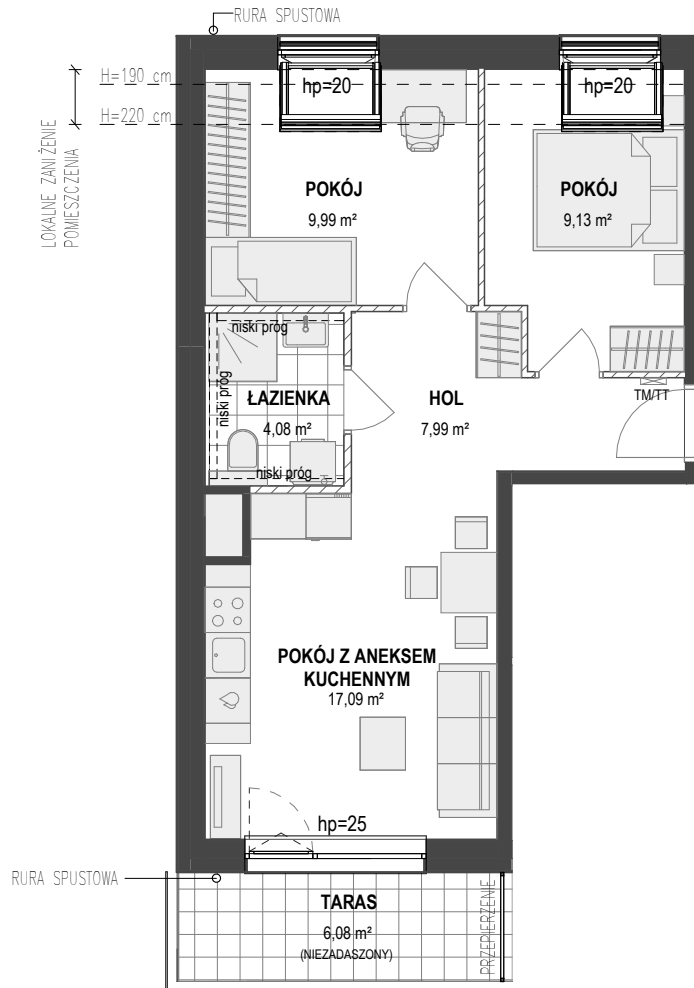 RURA SPUSTOWA
H=190 cm
H=220 cm
LOKALNE ZANIŻENIE
POMIESZCZENIA
hp=20
hp=20
POKÓJ
9,99 m²
POKÓJ
9,13 m²
niski próg
niski próg
ŁAZIENKA
4,08 m²
niski próg
HOL
7,99 m²
TM/TT
POKÓJ Z ANEKSEM
KUCHENNYM
17,09 m²
hp=25
RURA SPUSTOWA
TARAS
6,08 m²
(NIEZADASZONY)
PRZEPIERZENIE